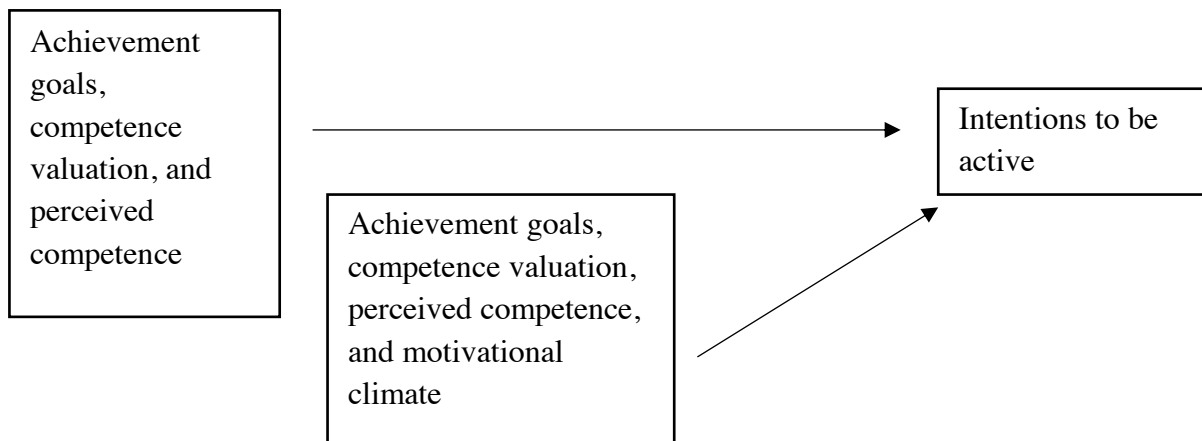 Achievement
goals,
competence
valuation, and
perceived
competence
Achievement goals,
competence valuation,
perceived competence,
and motivational
climate
Intentions to be
active